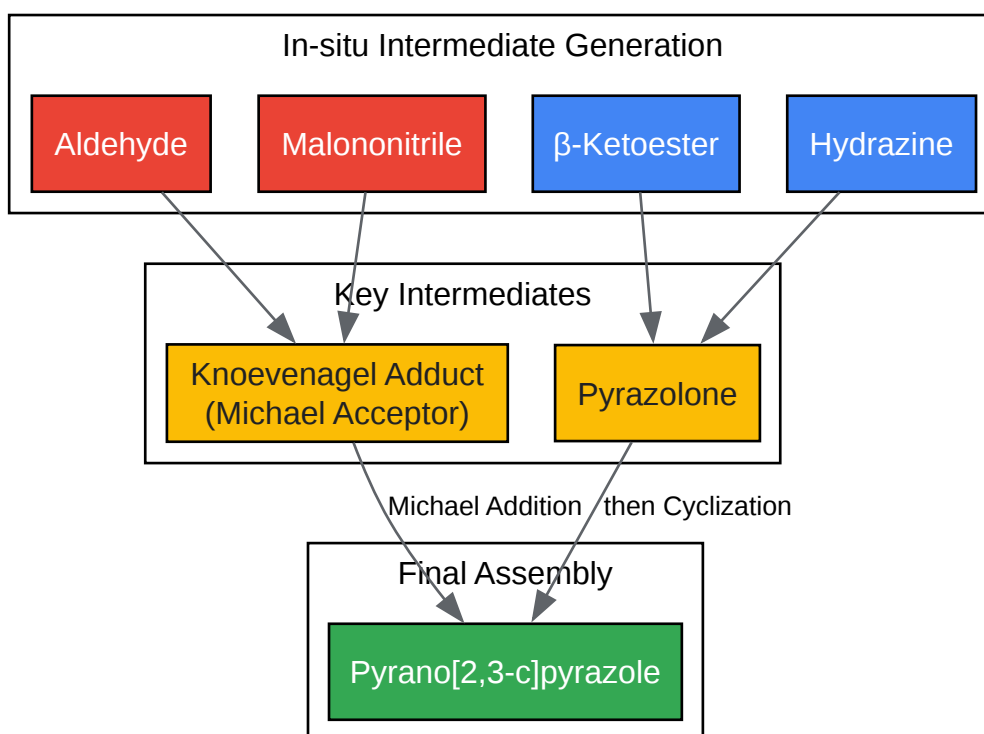 In-situ Intermediate Generation
Aldehyde
Malononitrile
β-Ketoester
Hydrazine
Key Intermediates
Knoevenagel Adduct
(Michael Acceptor)
Pyrazolone
Michael Addition
then Cyclization
Final Assembly
Pyrano[2,3-c]pyrazole